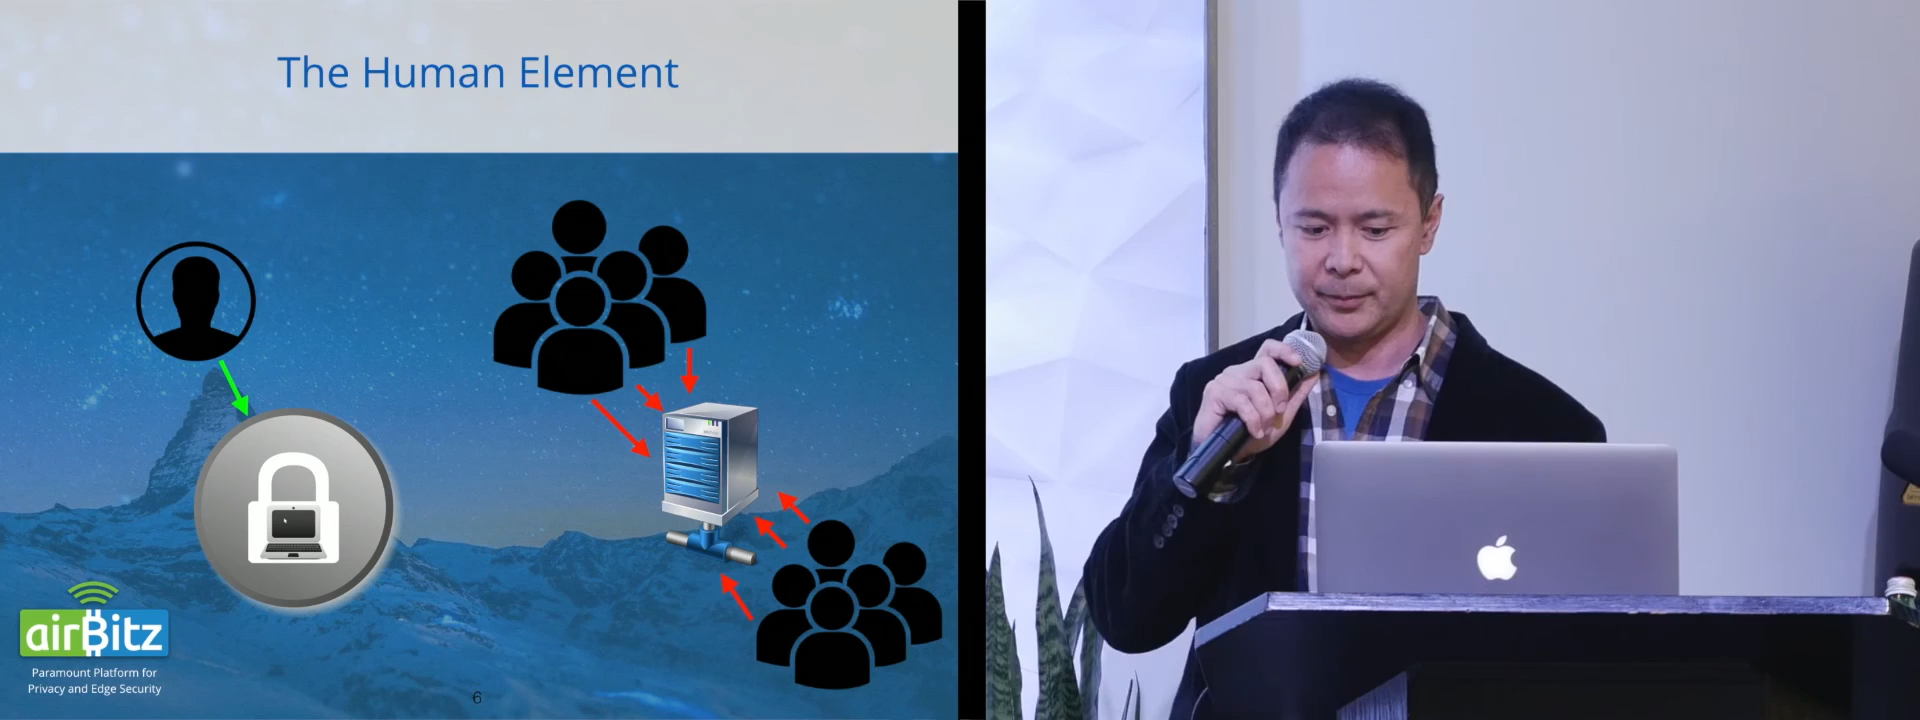 The Human Element
airBitz
Paramount Platform for
Privacy and Edge Security
6